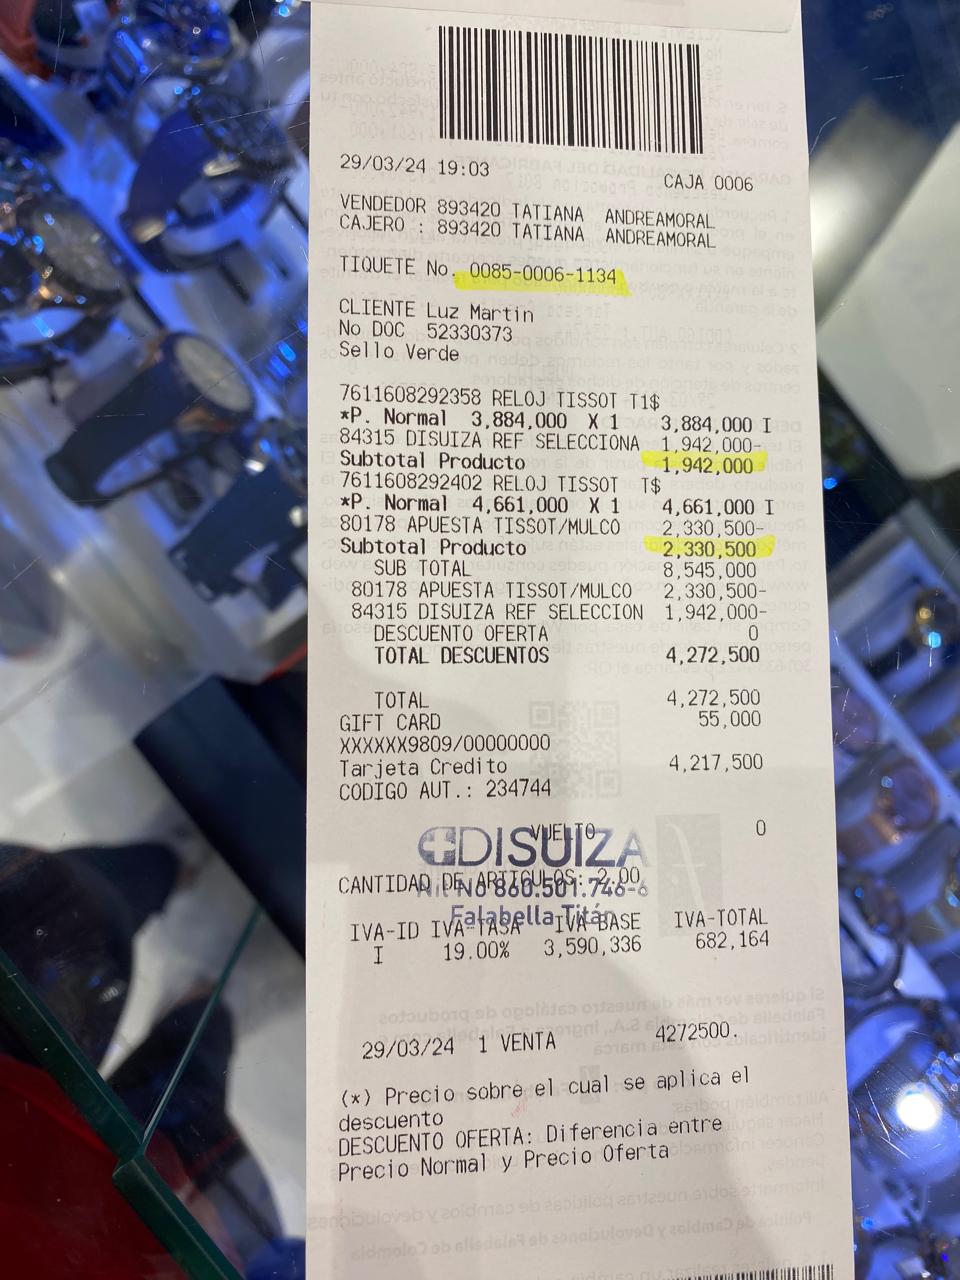 29/03/24 19:03 CAJA 0006
VENDEDOR 893420 TATIANA ANDREAMORAL
CAJERO : 893420 TATIANA ANDREAMORAL
TIQUETE No. 0085-0006-1134
CLIENTE Luz Martin
No DOC 52330373
Sello Verde
7611608292358 RELOJ TISSOT T1$
*P. Normal 3,884,000 X 1 3,884,000 I
84315 DISUIZA REF SELECCIONA 1,942,000-
Subtotal Producto 1,942,000
7611608292402 RELOJ TISSOT T$
*P. Normal 4,661,000 X 1 4,661,000 I
80178 APUESTA TISSOT/MULCO 2,330,500-
Subtotal Producto 2,330,500
SUB TOTAL 8,545,000
80178 APUESTA TISSOT/MULCO 2,330,500-
84315 DISUIZA REF SELECCION 1,942,000-
DESCUENTO OFERTA 0
TOTAL DESCUENTOS 4,272,500
TOTAL 4,272,500
GIFT CARD 55,000
XXXXXX9809/00000000
Tarjeta Credito 4,217,500
CODIGO AUT.: 234744
VUELTO 0
DISUIZA
CANTIDAD DE ARTICULOS: 2.00
Nit No 860.501.746-6
Falabella Titán
IVA-ID IVA-TASA IVA-BASE IVA-TOTAL
I 19.00% 3,590,336 682,164
29/03/24 1 VENTA 4272500.
(*) Precio sobre el cual se aplica el
descuento
DESCUENTO OFERTA: Diferencia entre
Precio Normal y Precio Oferta